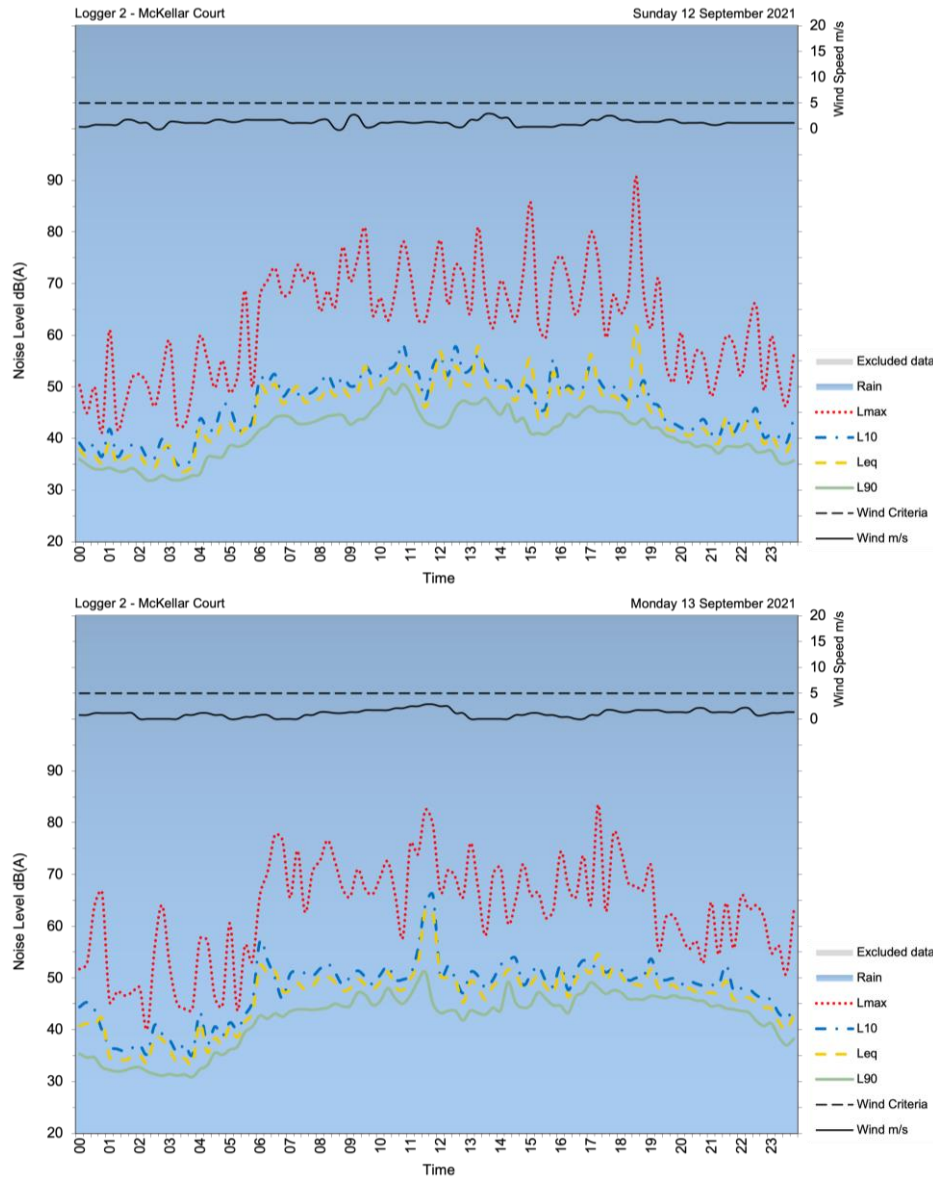 Logger 2 - McKellar Court Sunday 12 September 2021
20
15
10
5
0
Wind Speed m/s
90
80
70
60
50
40
30
20
Noise Level dB(A)
00 01 02 03 04 05 06 07 08 09 10 11 12 13 14 15 16 17 18 19 20 21 22 23
Time
Excluded data
Rain
Lmax
L10
Leq
L90
Wind Criteria
Wind m/s
Logger 2 - McKellar Court Monday 13 September 2021
20
15
10
5
0
Wind Speed m/s
90
80
70
60
50
40
30
20
Noise Level dB(A)
00 01 02 03 04 05 06 07 08 09 10 11 12 13 14 15 16 17 18 19 20 21 22 23
Time
Excluded data
Rain
Lmax
L10
Leq
L90
Wind Criteria
Wind m/s